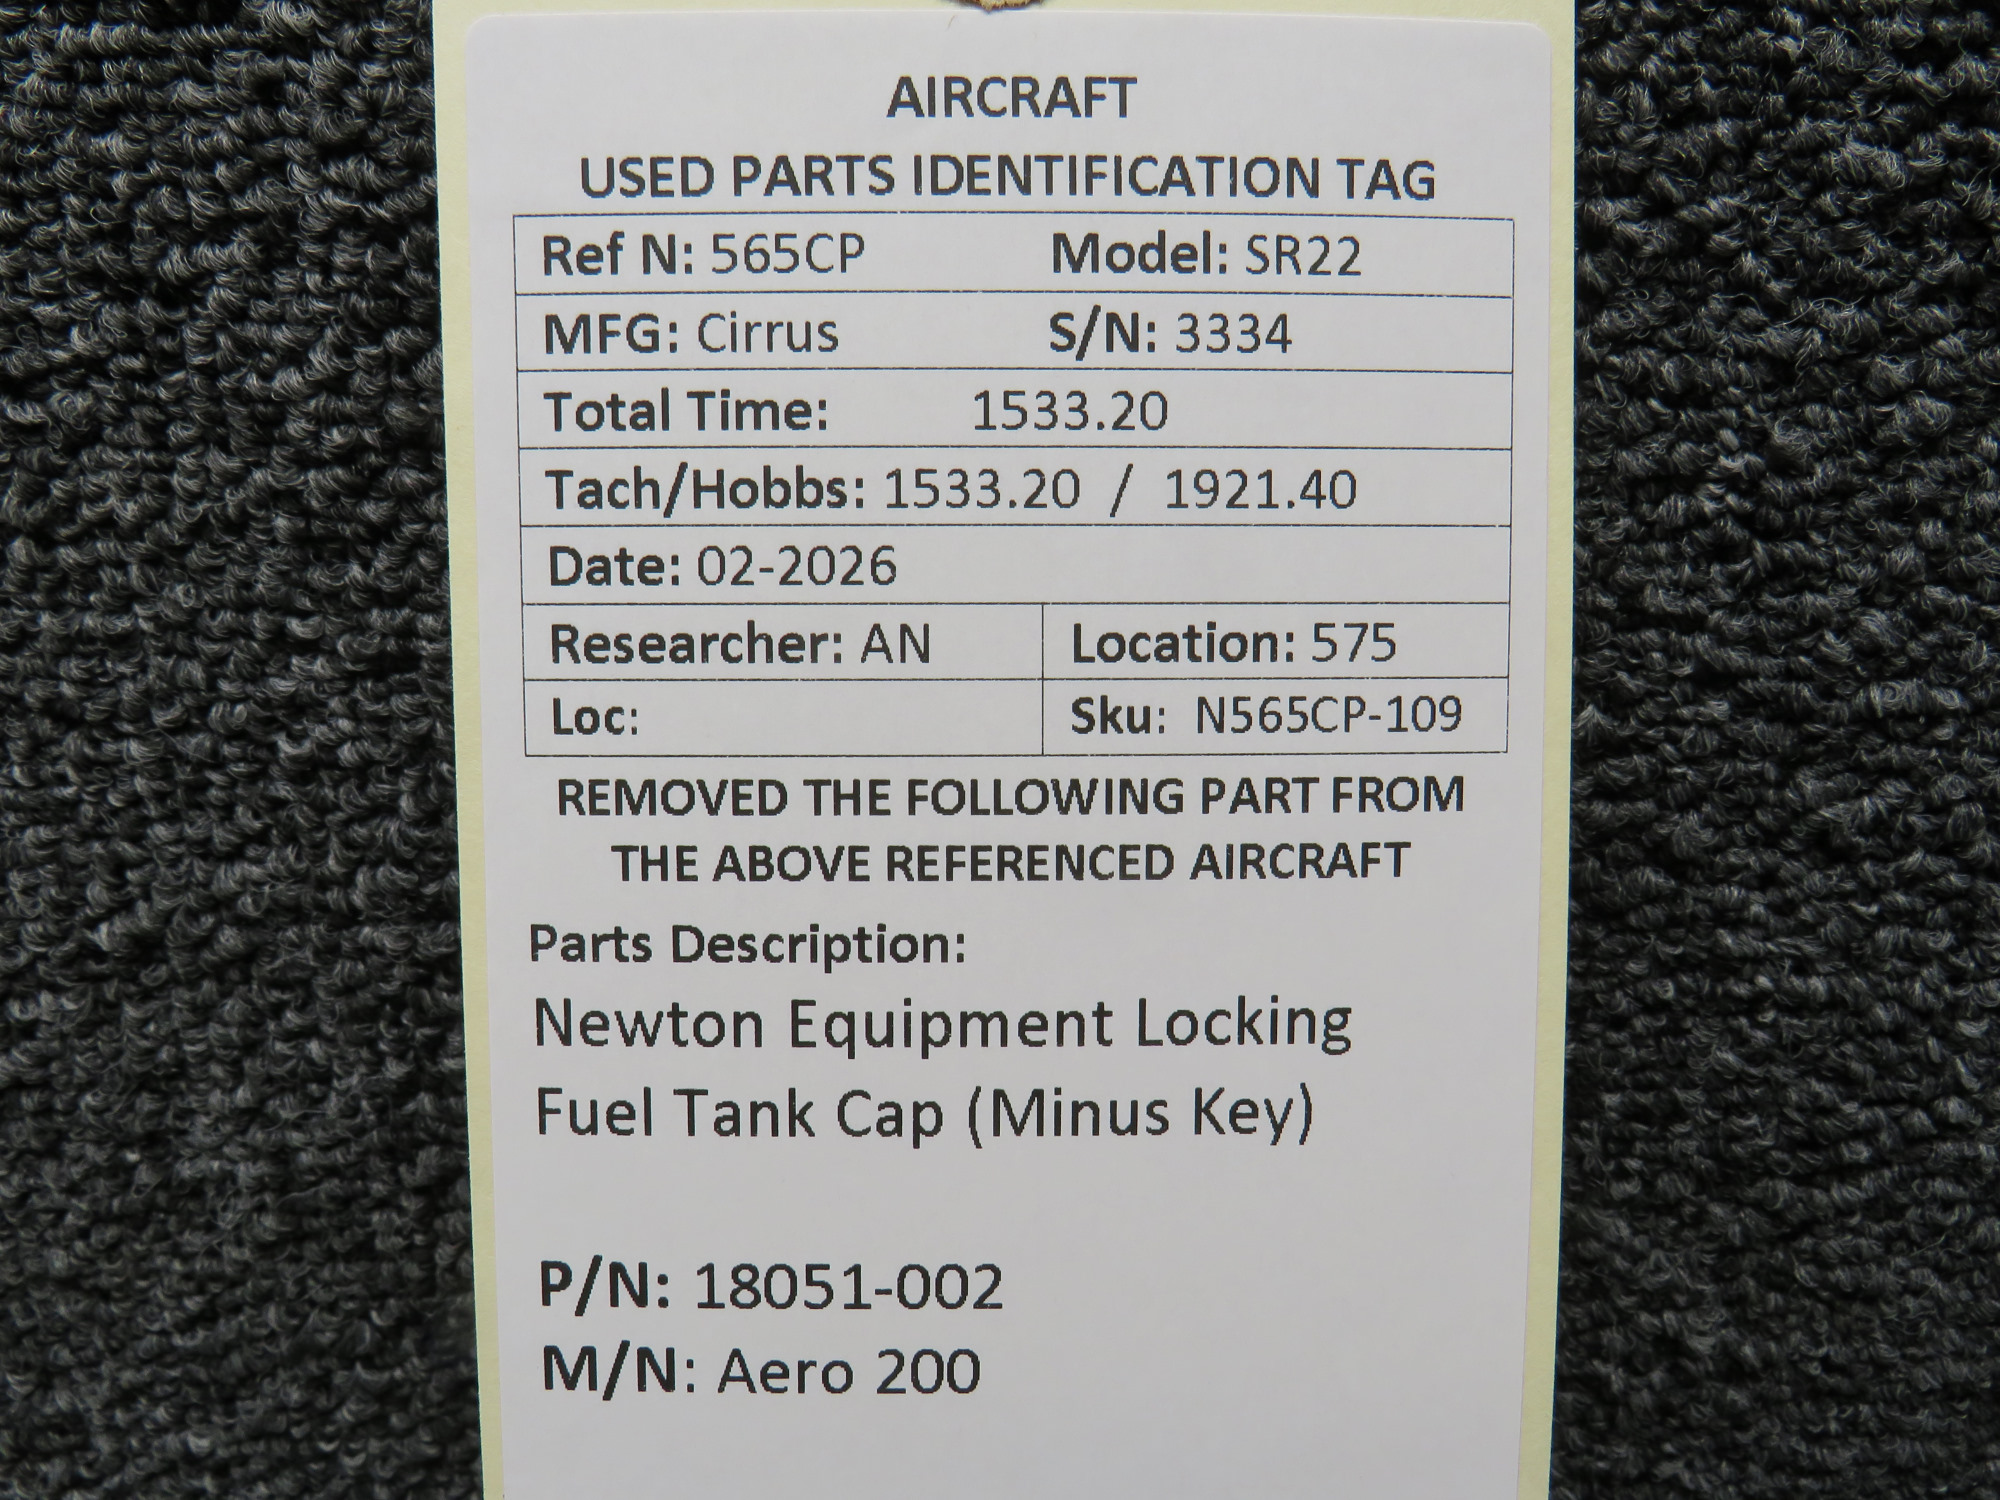 AIRCRAFT
USED PARTS IDENTIFICATION TAG
Ref N: 565CP Model: SR22
MFG: Cirrus S/N: 3334
Total Time: 1533.20
Tach/Hobbs: 1533.20 / 1921.40
Date: 02-2026
Researcher: AN Location: 575
Loc: Sku: N565CP-109
REMOVED THE FOLLOWING PART FROM
THE ABOVE REFERENCED AIRCRAFT
Parts Description:
Newton Equipment Locking
Fuel Tank Cap (Minus Key)
P/N: 18051-002
M/N: Aero 200